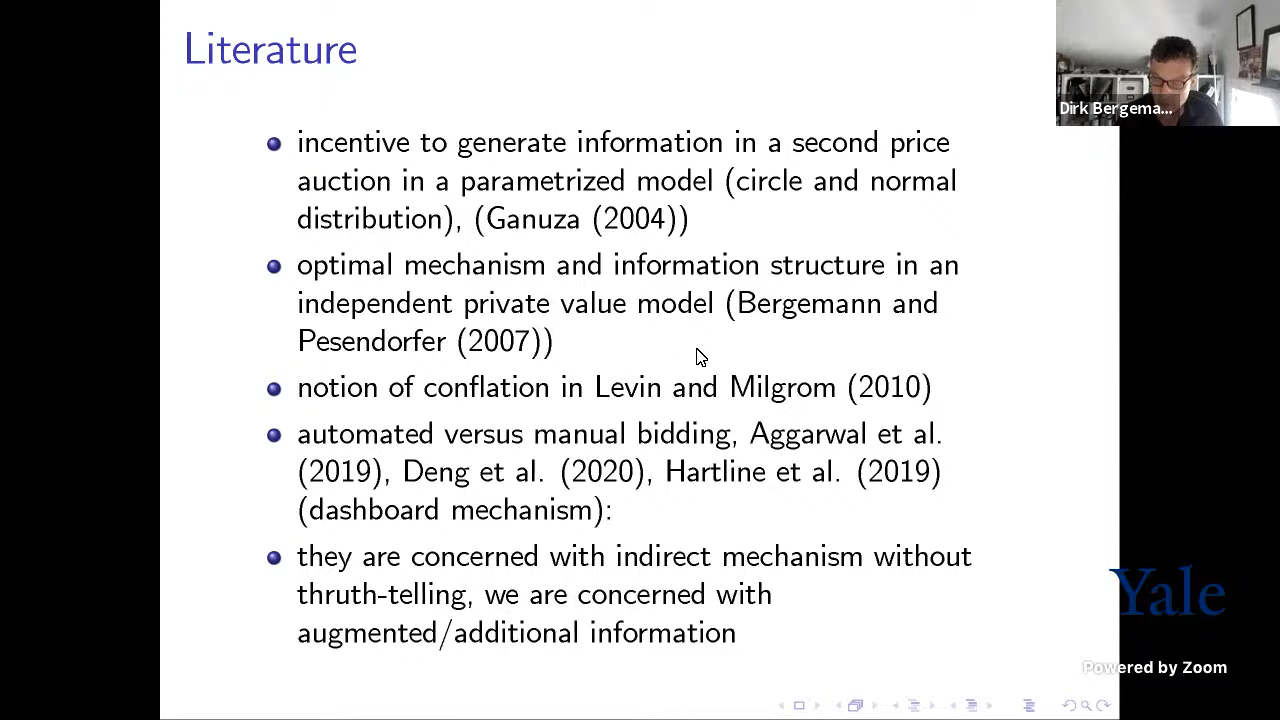 Literature
Dirk Bergema...
incentive to generate information in a second price
auction in a parametrized model (circle and normal
distribution), (Ganuza (2004))
optimal mechanism and information structure in an
independent private value model (Bergemann and
Pesendorfer (2007))
notion of conflation in Levin and Milgrom (2010)
automated versus manual bidding, Aggarwal et al.
(2019), Deng et al. (2020), Hartline et al. (2019)
(dashboard mechanism):
they are concerned with indirect mechanism without
thruth-telling, we are concerned with
augmented/additional information
Yale
Powered by Zoom